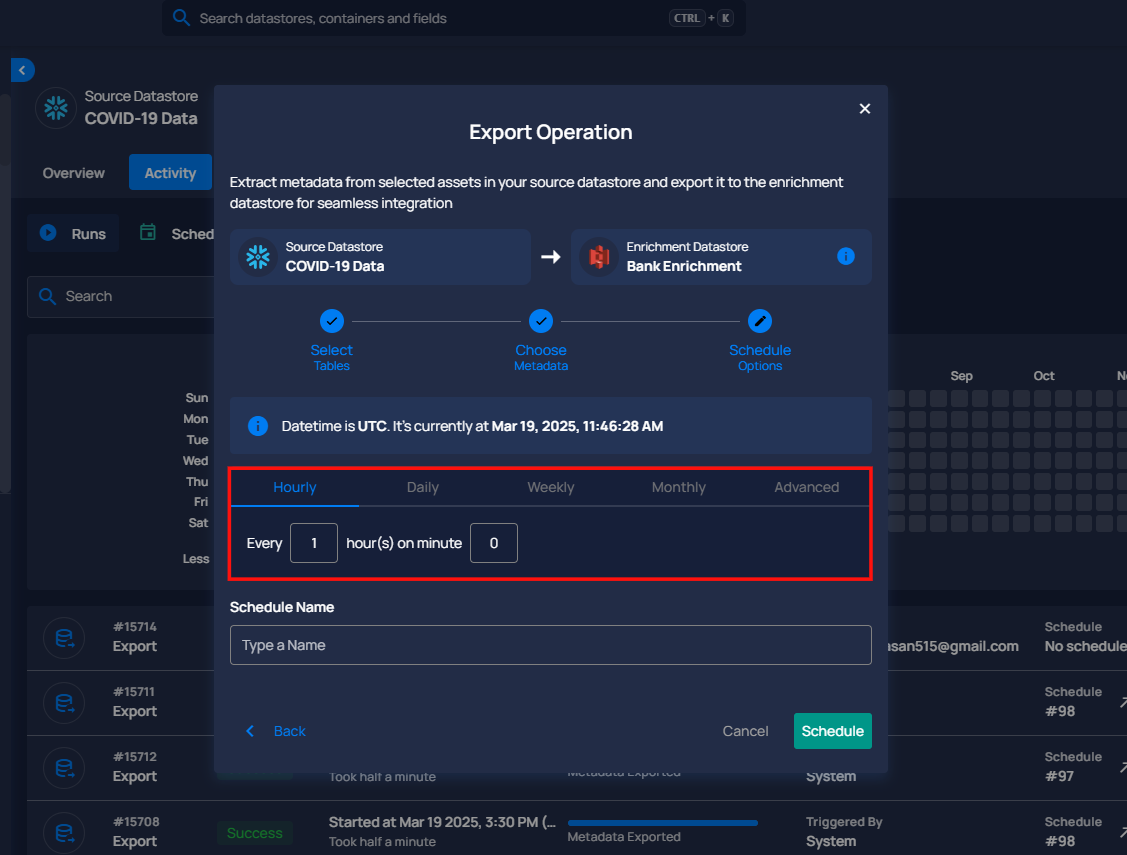 Search datastores, containers and fields
CTRL + K
Source Datastore
COVID-19 Data
Overview
Activity
Runs
Sched
Search
Export Operation
Extract metadata from selected assets in your source datastore and export it to the enrichment
datastore for seamless integration
Source Datastore
COVID-19 Data
Enrichment Datastore
Bank Enrichment
Select
Tables
Choose
Metadata
Schedule
Options
Datetime is UTC. It's currently at Mar 19, 2025, 11:46:28 AM
Hourly
Daily
Weekly
Monthly
Advanced
Every 1 hour(s) on minute 0
Schedule Name
Type a Name
Back
Cancel
Schedule
Sep
Oct
Sun
Mon
Tue
Wed
Thu
Fri
Sat
Less
#15714
Export
asan515@gmail.com
Schedule
No schedule
#15711
Export
Schedule
#98
#15712
Export
Took half a minute
Metadata Exported
System
Schedule
#97
#15708
Export
Success
Started at Mar 19 2025, 3:30 PM (...
Took half a minute
Metadata Exported
Triggered By
System
Schedule
#98